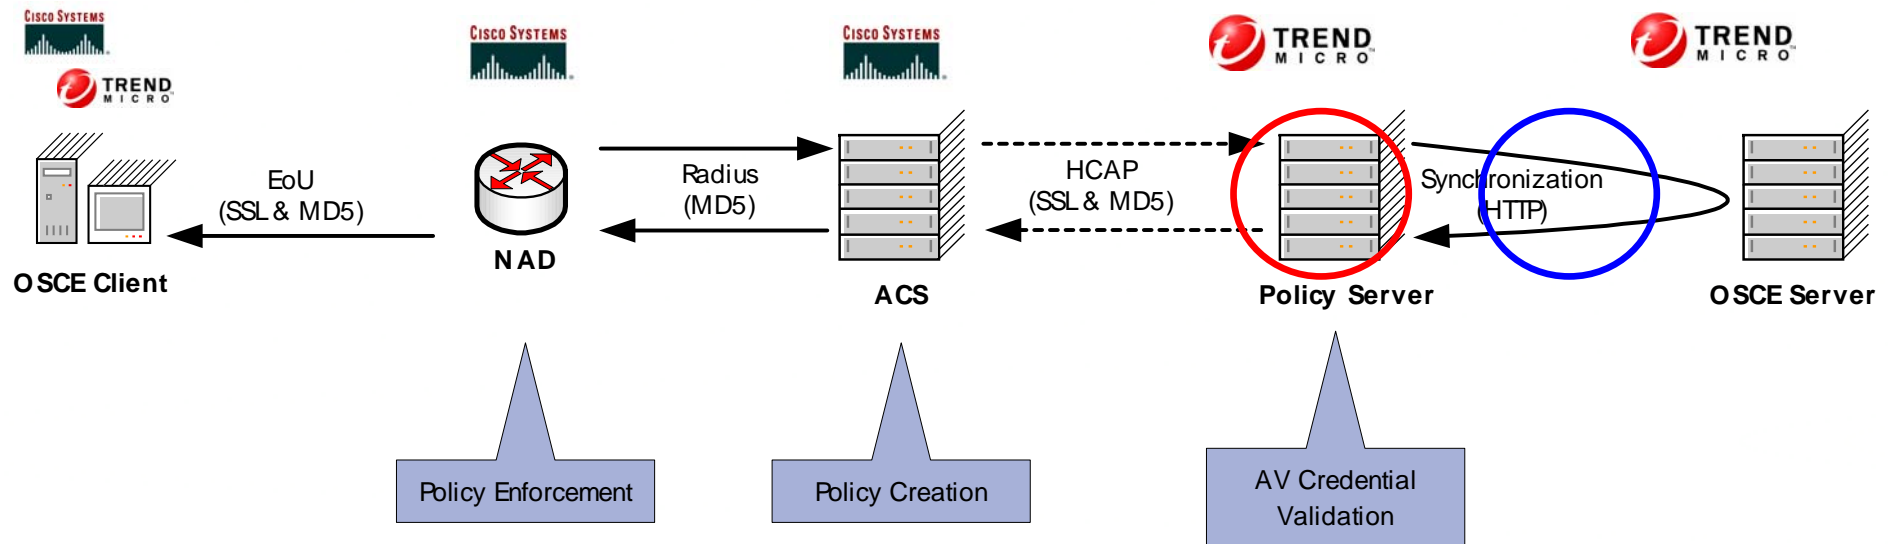 CISCO SYSTEMS
TREND
MICRO
CISCO SYSTEMS
CISCO SYSTEMS
TREND
MICRO
TREND
MICRO
EoU
(SSL & MD5)
Radius
(MD5)
HCAP
(SSL & MD5)
Synchronization
(HTTP)
OSCE Client
NAD
ACS
Policy Server
OSCE Server
Policy Enforcement
Policy Creation
AV Credential
Validation